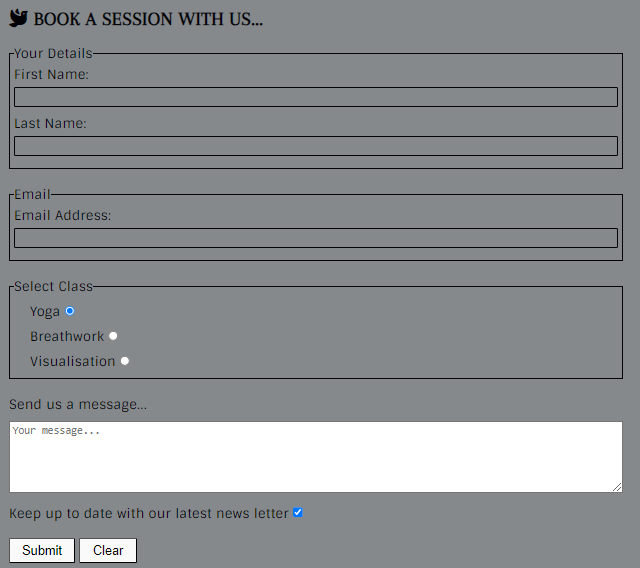 BOOK A SESSION WITH US...
Your Details
First Name:
Last Name:
Email
Email Address:
Select Class
Yoga
Breathwork
Visualisation
Send us a message...
Your message...
Keep up to date with our latest news letter
Submit Clear